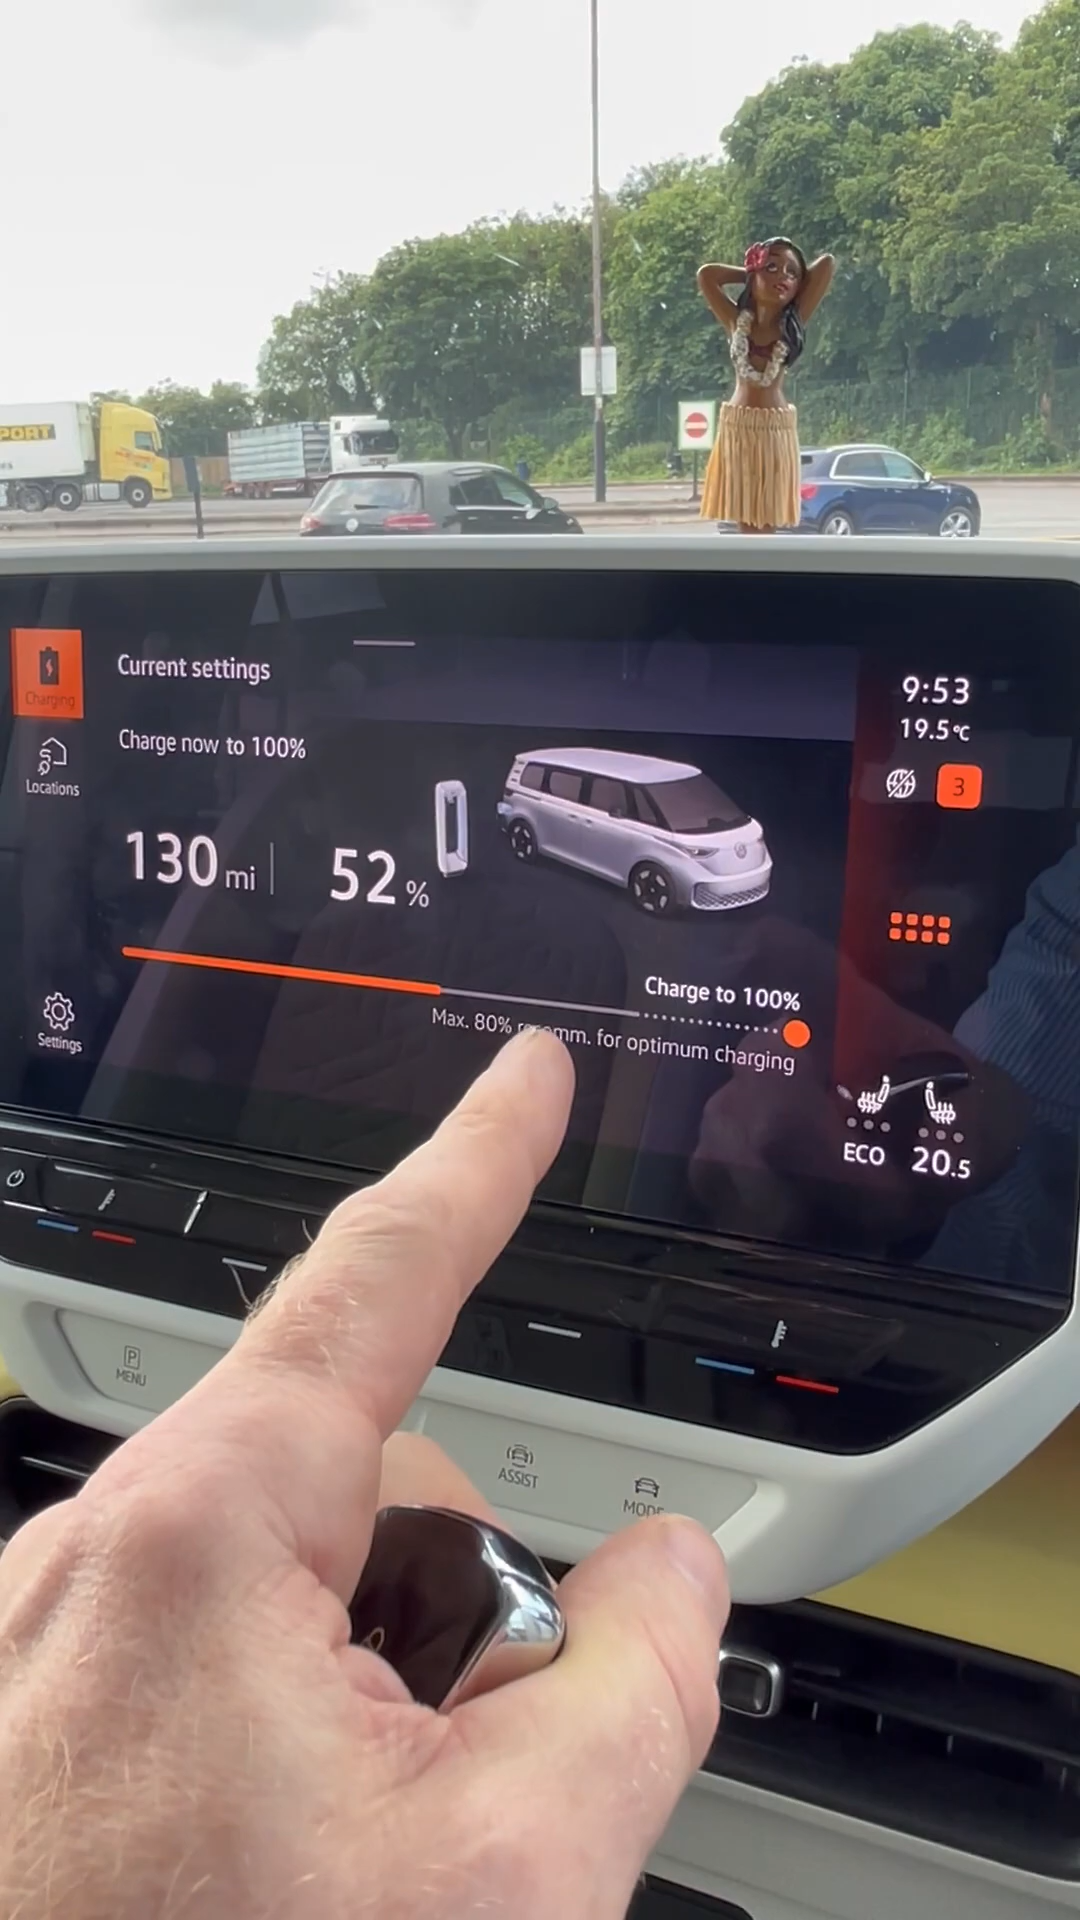 PORT
Charging
Current settings
9:53
19.5°C
Charge now to 100%
Locations
3
130 mi
52 %
Charge to 100%
Max. 80% recomm. for optimum charging
Settings
ECO
20.5
P
MENU
ASSIST
MODE